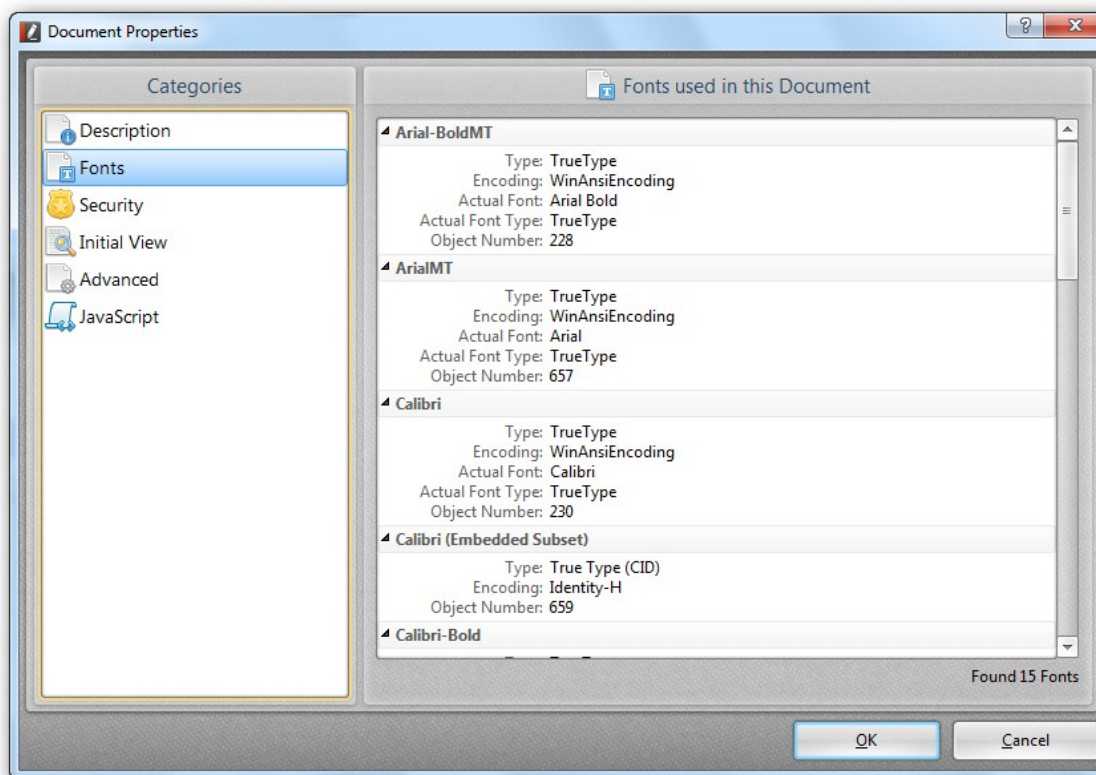 Document Properties
Categories
Description
Fonts
Security
Initial View
Advanced
JavaScript
Fonts used in this Document
Arial-BoldMT
Type: TrueType
Encoding: WinAnsiEncoding
Actual Font: Arial Bold
Actual Font Type: TrueType
Object Number: 228
ArialMT
Type: TrueType
Encoding: WinAnsiEncoding
Actual Font: Arial
Actual Font Type: TrueType
Object Number: 657
Calibri
Type: TrueType
Encoding: WinAnsiEncoding
Actual Font: Calibri
Actual Font Type: TrueType
Object Number: 230
Calibri (Embedded Subset)
Type: True Type (CID)
Encoding: Identity-H
Object Number: 659
Calibri-Bold
Found 15 Fonts
OK
Cancel